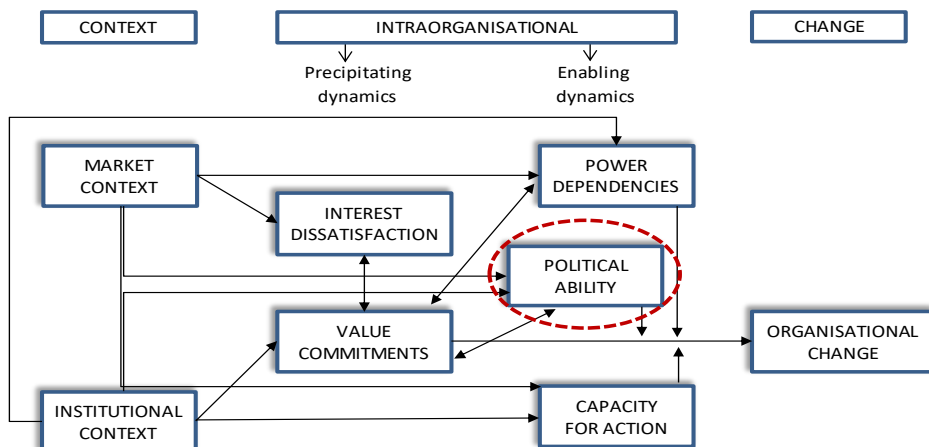 CONTEXT
INTRAORGANISATIONAL
CHANGE
Precipitating
dynamics
Enabling
dynamics
MARKET
CONTEXT
POWER
DEPENDENCIES
INTEREST
DISSATISFACTION
POLITICAL
ABILITY
VALUE
COMMITMENTS
ORGANISATIONAL
CHANGE
INSTITUTIONAL
CONTEXT
CAPACITY
FOR ACTION